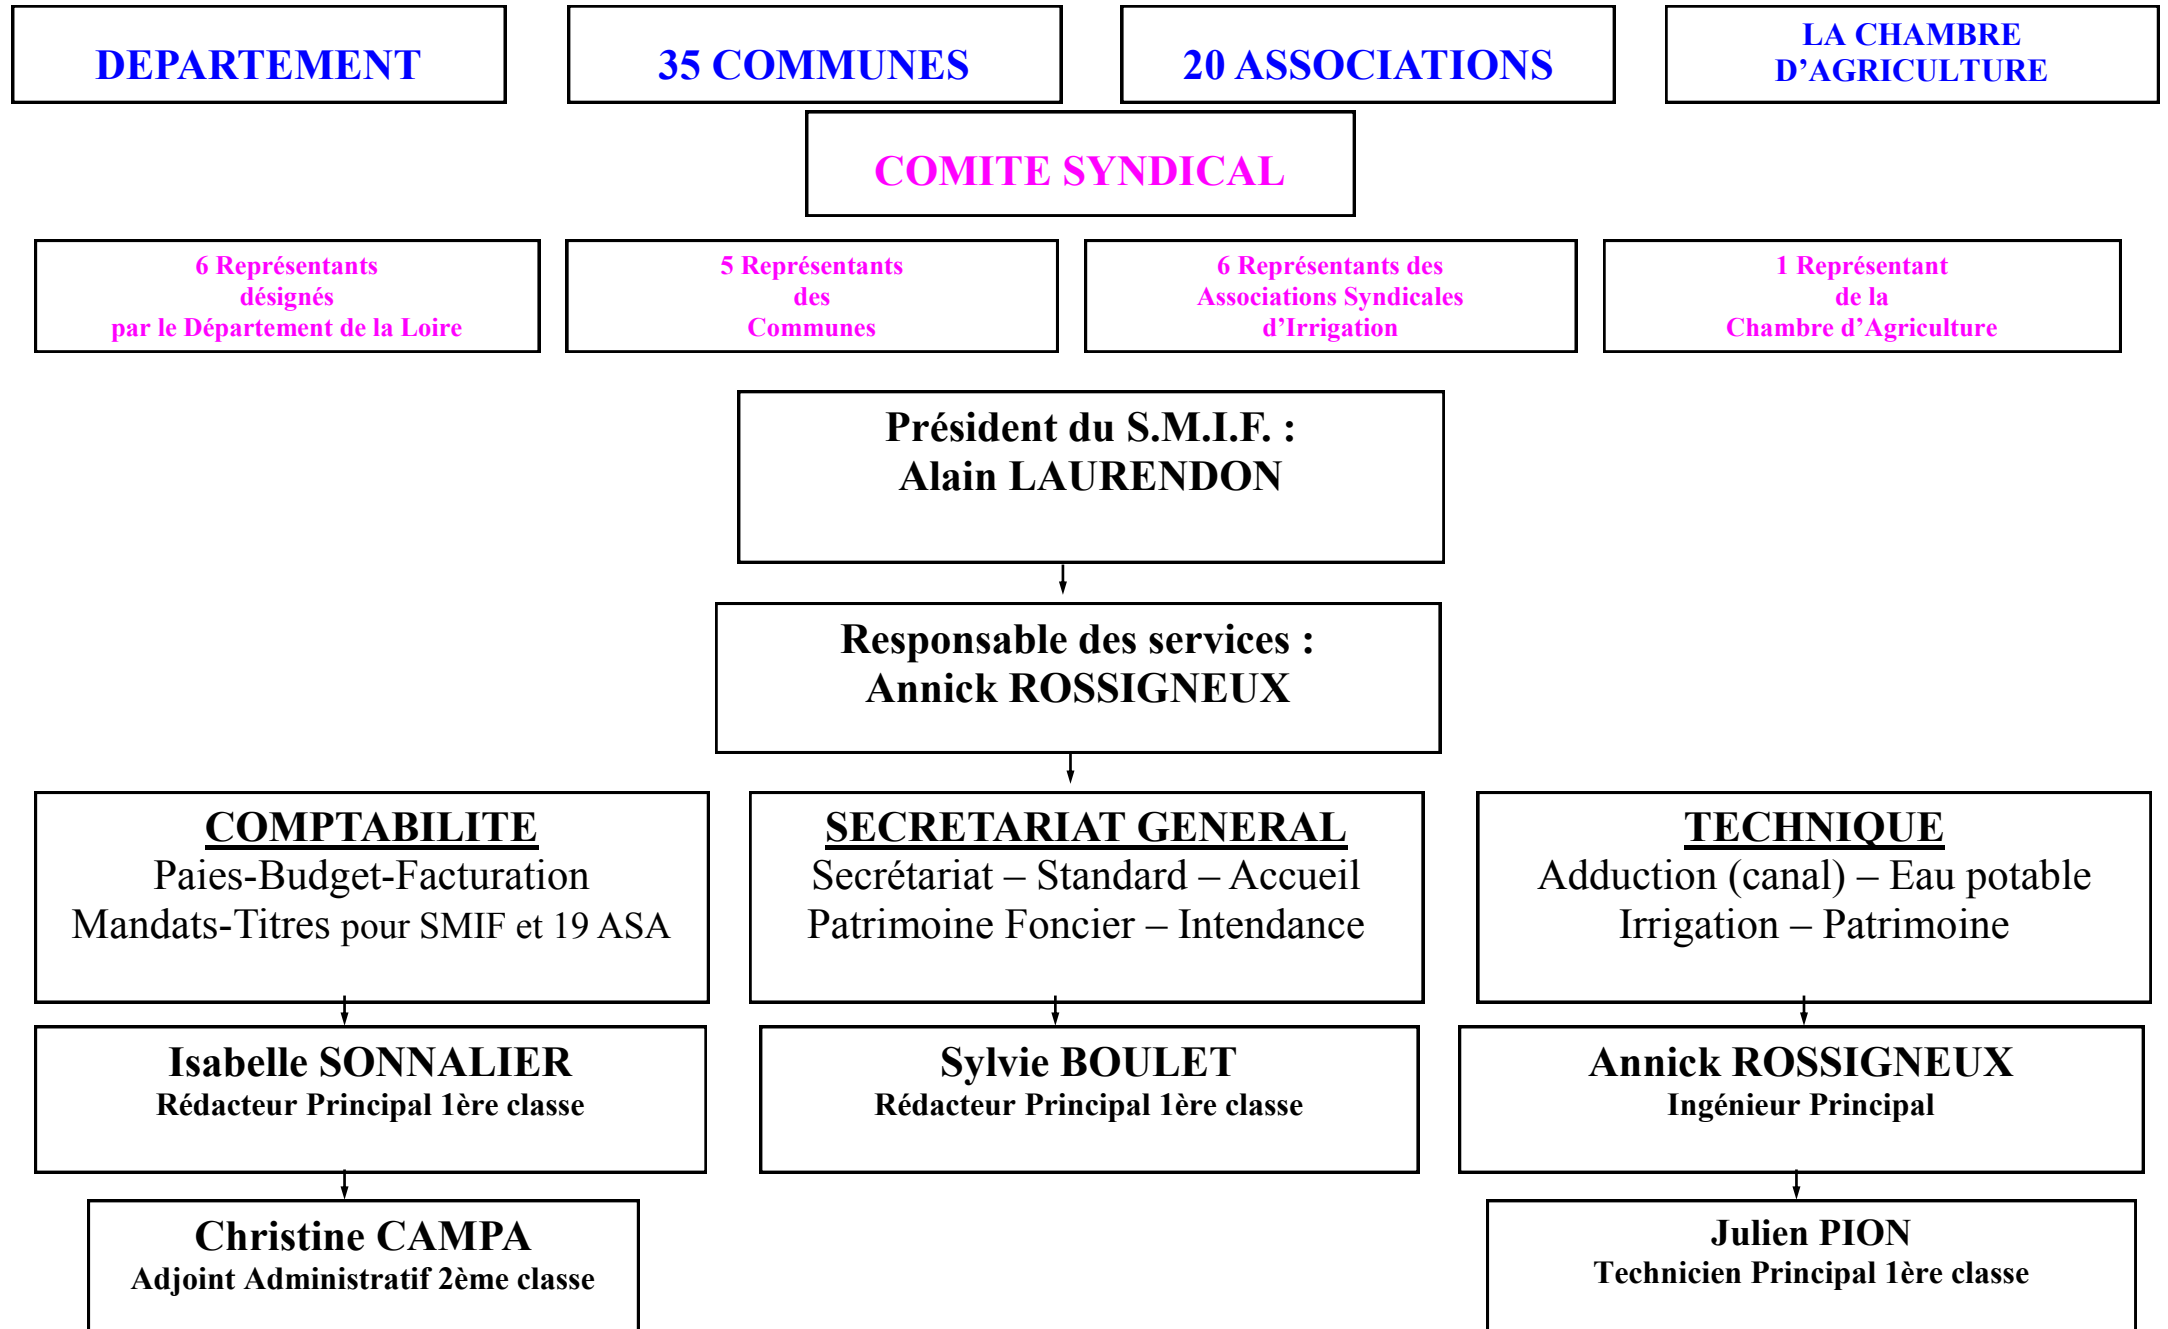 DEPARTEMENT
35 COMMUNES
20 ASSOCIATIONS
LA CHAMBRE
D’AGRICULTURE
COMITE SYNDICAL
6 Représentants
désignés
par le Département de la Loire
5 Représentants
des
Communes
6 Représentants des
Associations Syndicales
d’Irrigation
1 Représentant
de la
Chambre d’Agriculture
Président du S.M.I.F. :
Alain LAURENDON
Responsable des services :
Annick ROSSIGNEUX
COMPTABILITE
Paies-Budget-Facturation
Mandats-Titres pour SMIF et 19 ASA
SECRETARIAT GENERAL
Secrétariat – Standard – Accueil
Patrimoine Foncier – Intendance
TECHNIQUE
Adduction (canal) – Eau potable
Irrigation – Patrimoine
Isabelle SONNALIER
Rédacteur Principal 1ère classe
Sylvie BOULET
Rédacteur Principal 1ère classe
Annick ROSSIGNEUX
Ingénieur Principal
Christine CAMPA
Adjoint Administratif 2ème classe
Julien PION
Technicien Principal 1ère classe